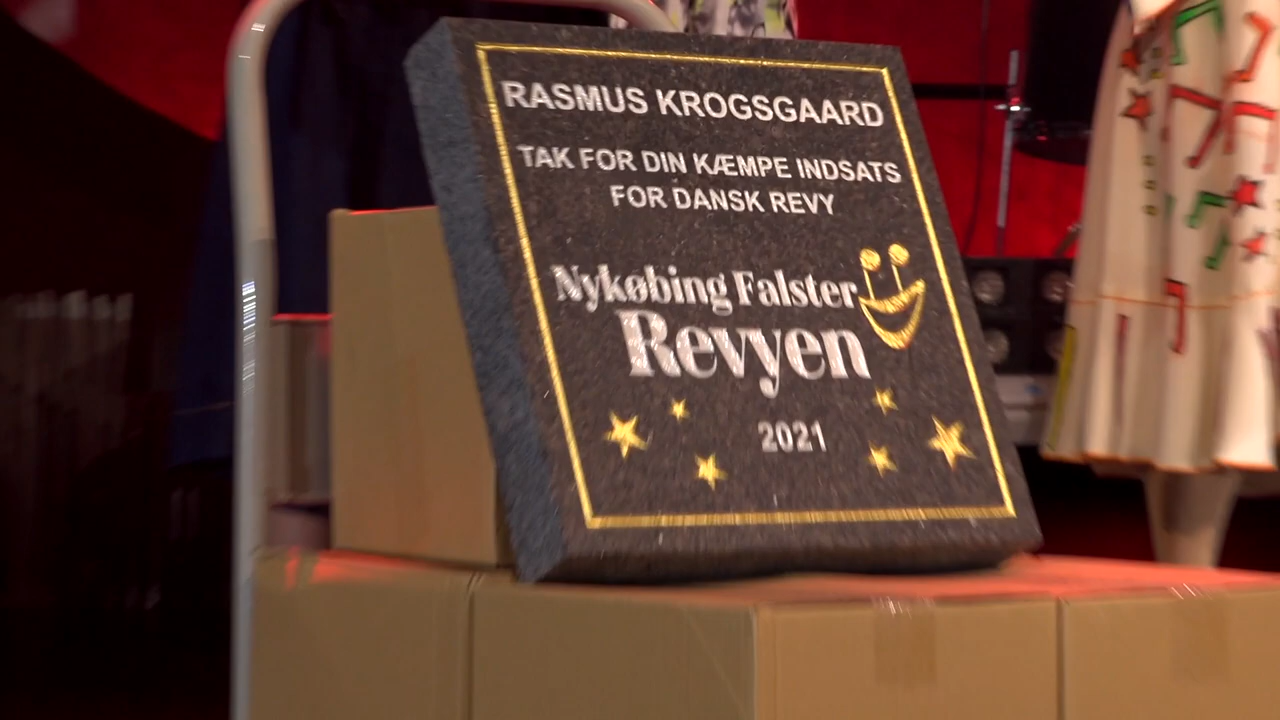 RASMUS KROGSGAARD
TAK FOR DIN KÆMPE INDSATS
FOR DANSK REVY
Nykøbing Falster
Revyen
2021